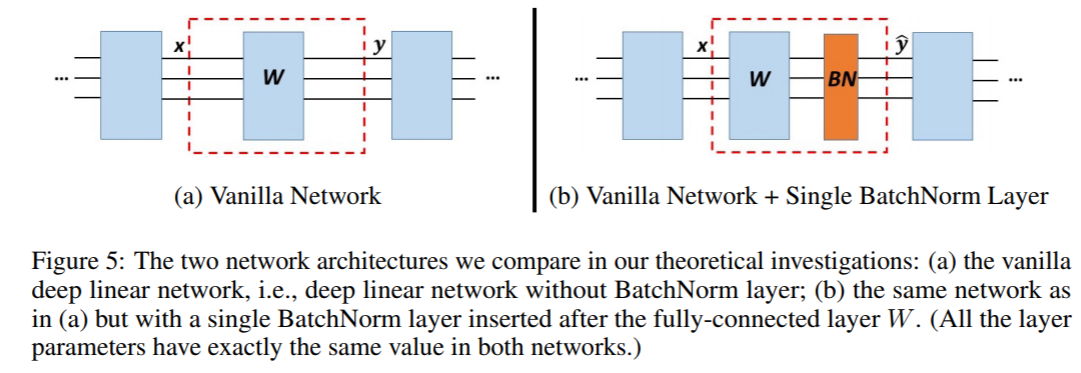 ... x W y ...
... x W BN ŷ ...
(a) Vanilla Network
(b) Vanilla Network + Single BatchNorm Layer
Figure 5: The two network architectures we compare in our theoretical investigations: (a) the vanilla
deep linear network, i.e., deep linear network without BatchNorm layer; (b) the same network as
in (a) but with a single BatchNorm layer inserted after the fully-connected layer W. (All the layer
parameters have exactly the same value in both networks.)